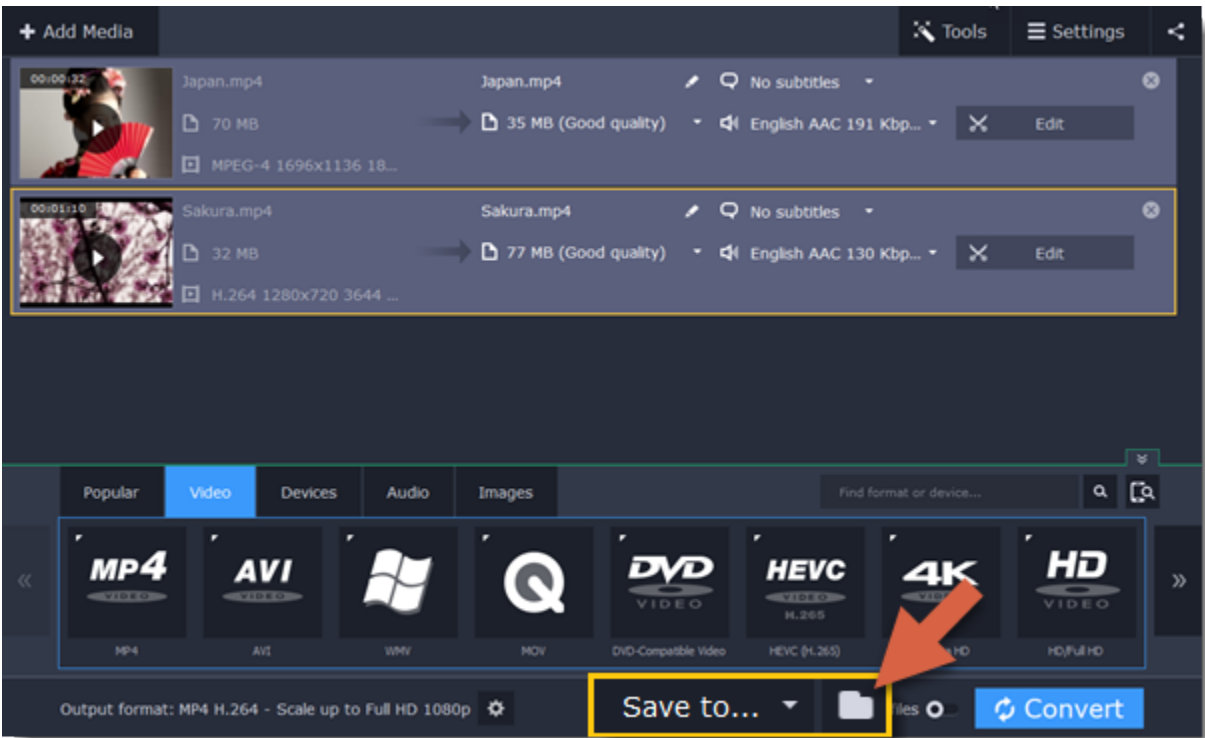 Add Media
Tools
Settings
00:00:32
Japan.mp4
Japan.mp4
No subtitles
70 MB
35 MB (Good quality)
English AAC 191 Kbp...
Edit
MPEG-4 1696x1136 18...
00:01:10
Sakura.mp4
Sakura.mp4
No subtitles
32 MB
77 MB (Good quality)
English AAC 130 Kbp...
Edit
H.264 1280x720 3644 ...
Popular
Video
Devices
Audio
Images
Find format or device...
MP4
VIDEO
AVI
VIDEO
DVD
VIDEO
HEVC
VIDEO
H.265
4K
VIDEO
HD
VIDEO
MP4
AVI
WMV
MOV
DVD-Compatible Video
HEVC (H.265)
HD
HD/Full HD
Output format: MP4 H.264 - Scale up to Full HD 1080p
Save to...
files
Convert